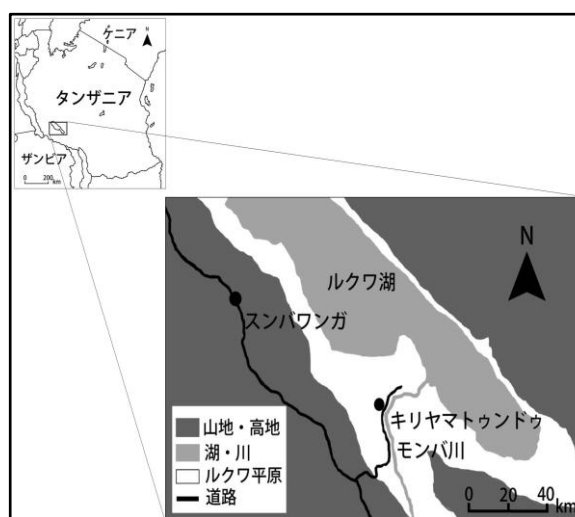 ケニア
N
タンザニア
ザンビア
0 200
km
N
ルクワ湖
スンバワンガ
キリヤマトゥンドゥ
モンバ川
山地・高地
湖・川
ルクワ平原
道路
0 20 40
km